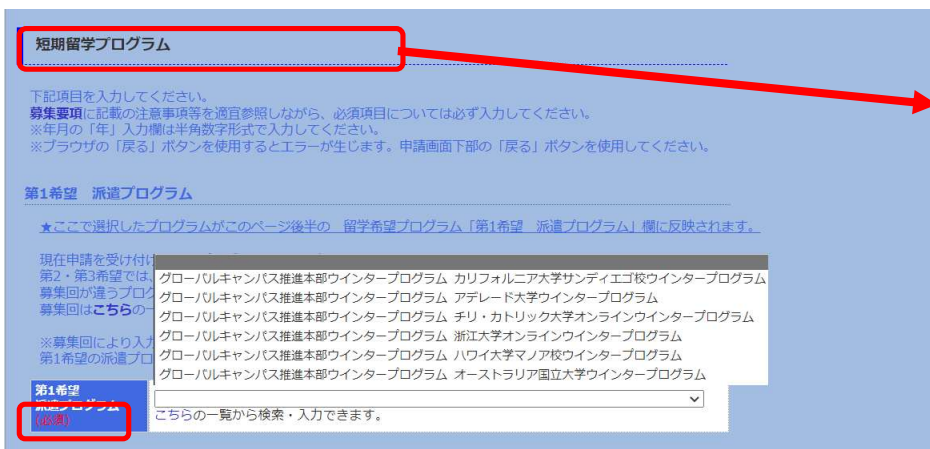 短期留学プログラム
下記項目を入力してください。
募集要項に記載の注意事項等を適宜参照しながら、必須項目については必ず入力してください。
※年月の「年」入力欄は半角数字形式で入力してください。
※ブラウザの「戻る」ボタンを使用するとエラーが生じます。申請画面下部の「戻る」ボタンを使用してください。
第1希望 派遣プログラム
★ここで選択したプログラムがこのページ後半の 留学希望プログラム「第1希望 派遣プログラム」欄に反映されます。
現在申請を受け付け
第2・第3希望では、
募集回が違うプログ
募集回はこちらの一
グローバルキャンパス推進本部ウインタープログラム カリフォルニア大学サンディエゴ校ウインタープログラム
グローバルキャンパス推進本部ウインタープログラム アデレード大学ウインタープログラム
グローバルキャンパス推進本部ウインタープログラム チリ・カトリック大学オンラインウインタープログラム
グローバルキャンパス推進本部ウインタープログラム 浙江大学オンラインウインタープログラム
グローバルキャンパス推進本部ウインタープログラム ハワイ大学マノア校ウインタープログラム
グローバルキャンパス推進本部ウインタープログラム オーストラリア国立大学ウインタープログラム
※募集回により入力
第1希望の派遣プロ
第1希望
派遣プログラム
(必須)
こちらの一覧から検索・入力できます。